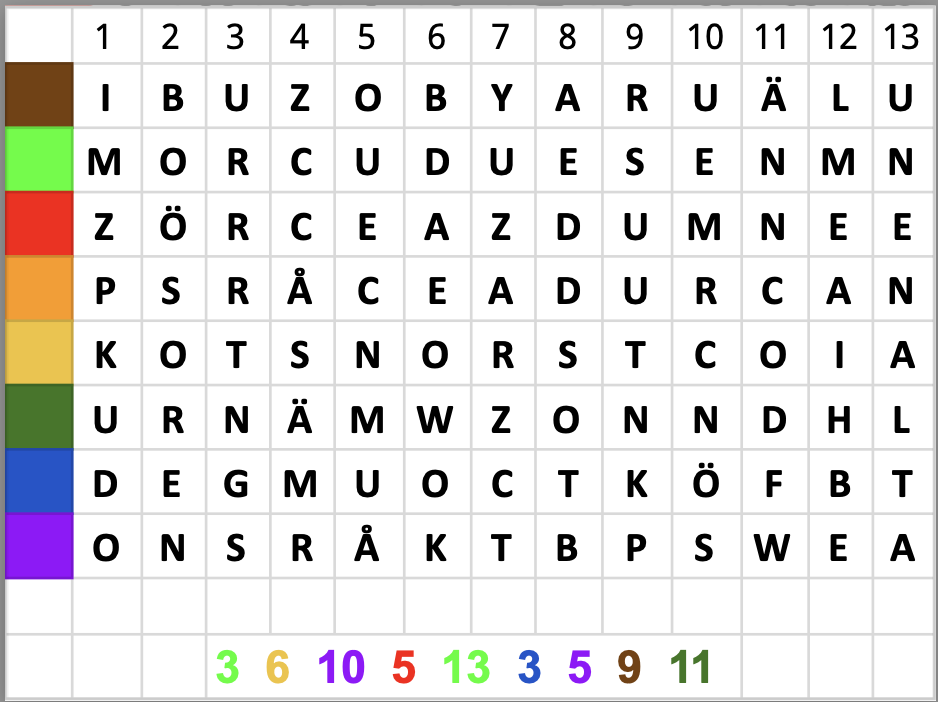 1 2 3 4 5 6 7 8 9 10 11 12 13
I B U Z O B Y A R U Ä L U
M O R C U D U E S E N M N
Z Ö R C E A Z D U M N E E
P S R Å C E A D U R C A N
K O T S N O R S T C O I A
U R N Ä M W Z O N N D H L
D E G M U O C T K Ö F B T
O N S R Å K T B P S W E A
3 6 10 5 13 3 5 9 11